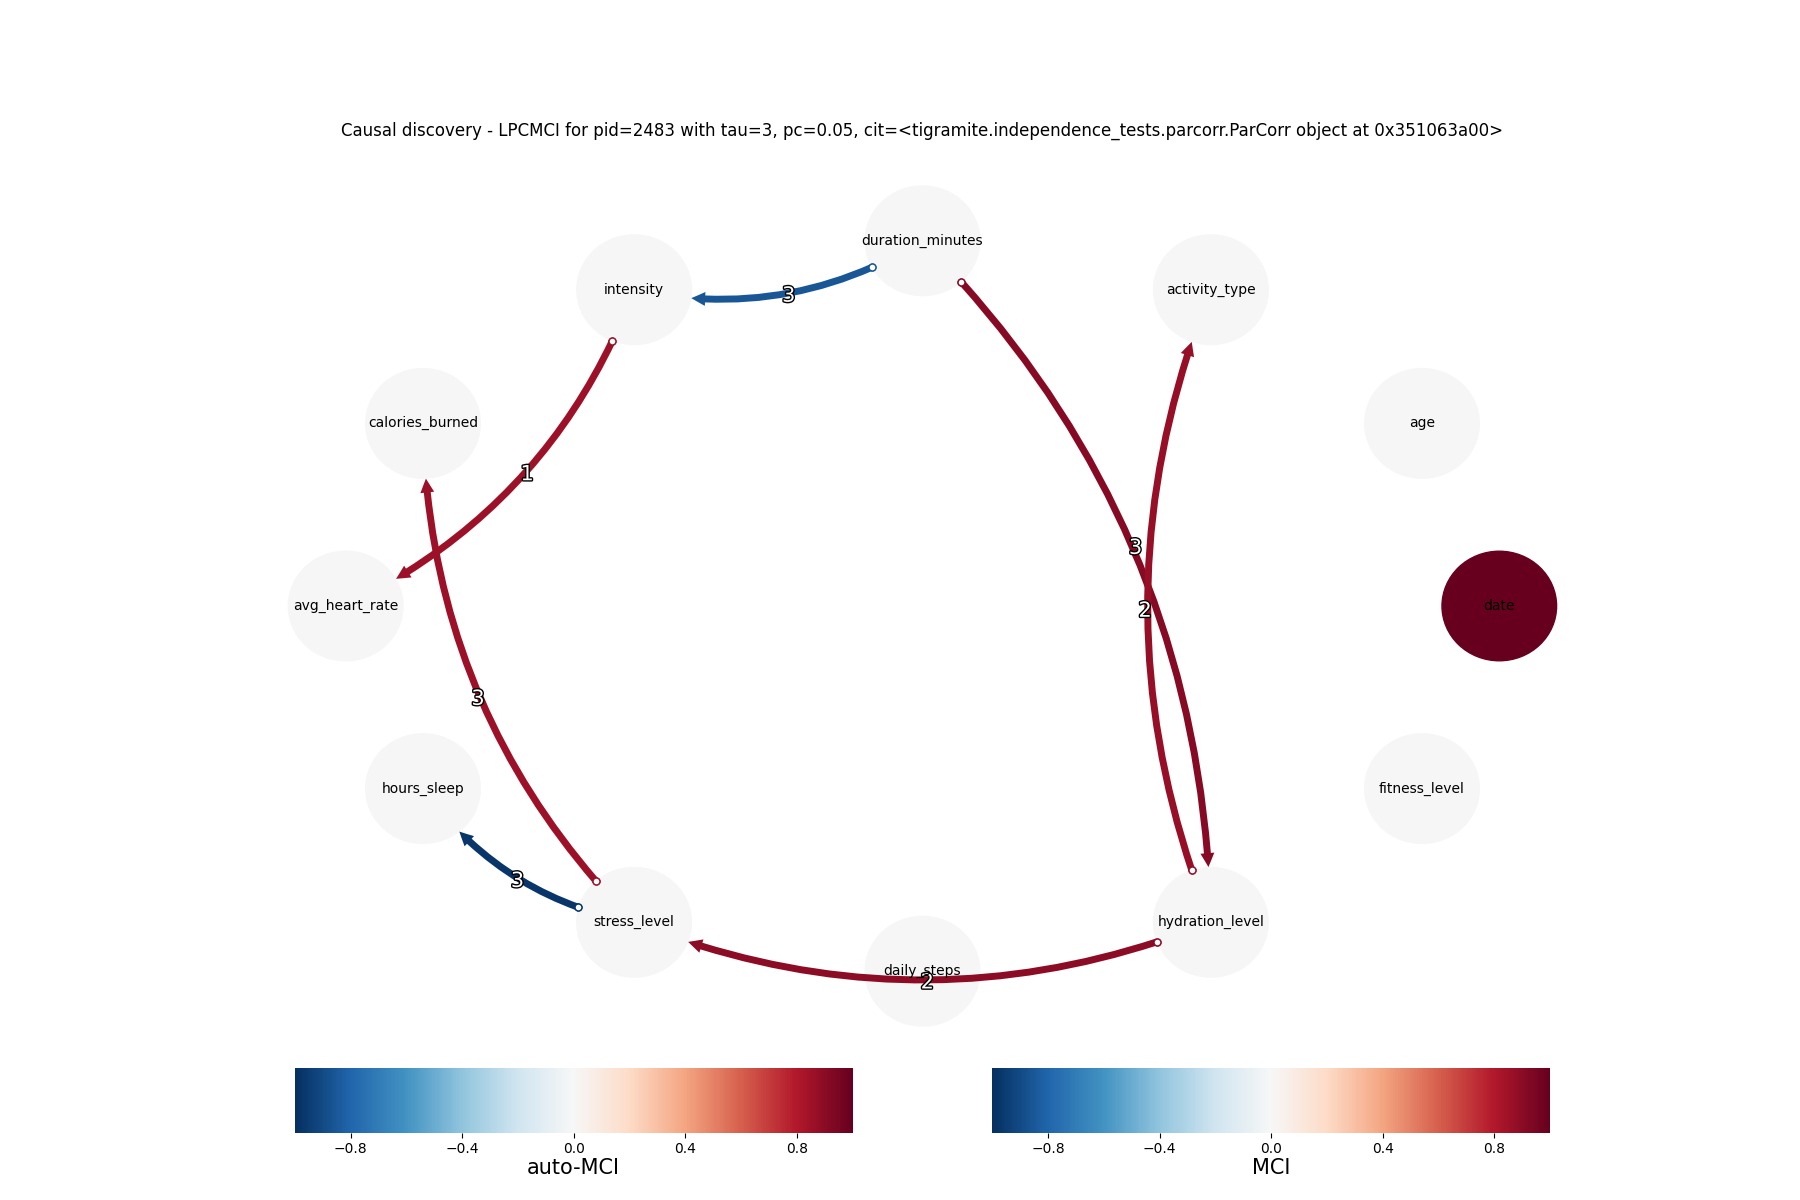 Causal discovery - LPCMCI for pid=2483 with tau=3, pc=0.05, cit=<tigramite.independence_tests.parcorr.ParCorr object at 0x351063a00>
duration_minutes
intensity
activity_type
3
calories_burned
age
1
3
avg_heart_rate
date
2
3
hours_sleep
fitness_level
3
stress_level
hydration_level
daily_steps
2
−0.8 −0.4 0.0 0.4 0.8
auto-MCI
−0.8 −0.4 0.0 0.4 0.8
MCI